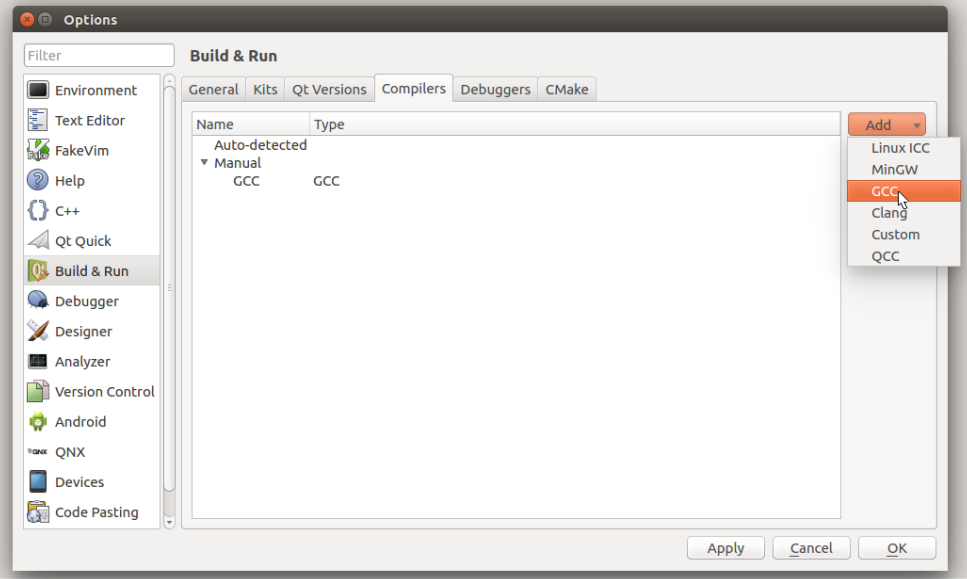 Options
Filter
Build & Run
Environment
Text Editor
FakeVim
Help
C++
Qt Quick
Build & Run
Debugger
Designer
Analyzer
Version Control
Android
QNX
Devices
Code Pasting
General Kits Qt Versions Compilers Debuggers CMake
Name Type
Auto-detected
Manual
GCC GCC
Add
Linux ICC
MinGW
GCC
Clang
Custom
QCC
Apply Cancel OK